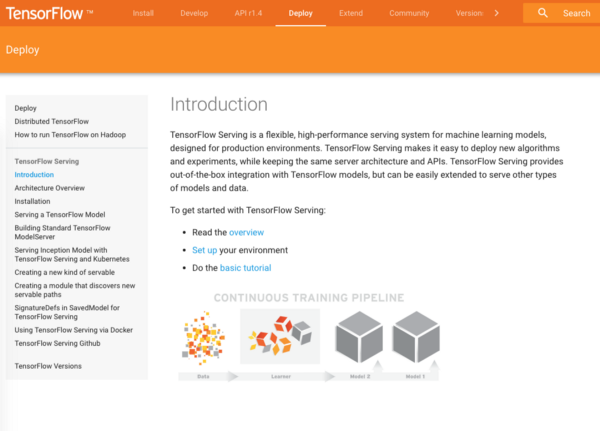 TensorFlow ™
Install
Develop
API r1.4
Deploy
Extend
Community
Version
Search
Deploy
Deploy
Distributed TensorFlow
How to run TensorFlow on Hadoop
TensorFlow Serving
Introduction
Architecture Overview
Installation
Serving a TensorFlow Model
Building Standard TensorFlow
ModelServer
Serving Inception Model with
TensorFlow Serving and Kubernetes
Creating a new kind of servable
Creating a module that discovers new
servable paths
SignatureDefs in SavedModel for
TensorFlow Serving
Using TensorFlow Serving via Docker
TensorFlow Serving Github
TensorFlow Versions
Introduction
TensorFlow Serving is a flexible, high-performance serving system for machine learning models,
designed for production environments. TensorFlow Serving makes it easy to deploy new algorithms
and experiments, while keeping the same server architecture and APIs. TensorFlow Serving provides
out-of-the-box integration with TensorFlow models, but can be easily extended to serve other types
of models and data.
To get started with TensorFlow Serving:
• Read the overview
• Set up your environment
• Do the basic tutorial
CONTINUOUS TRAINING PIPELINE
Data
Learner
Model 2
Model 1